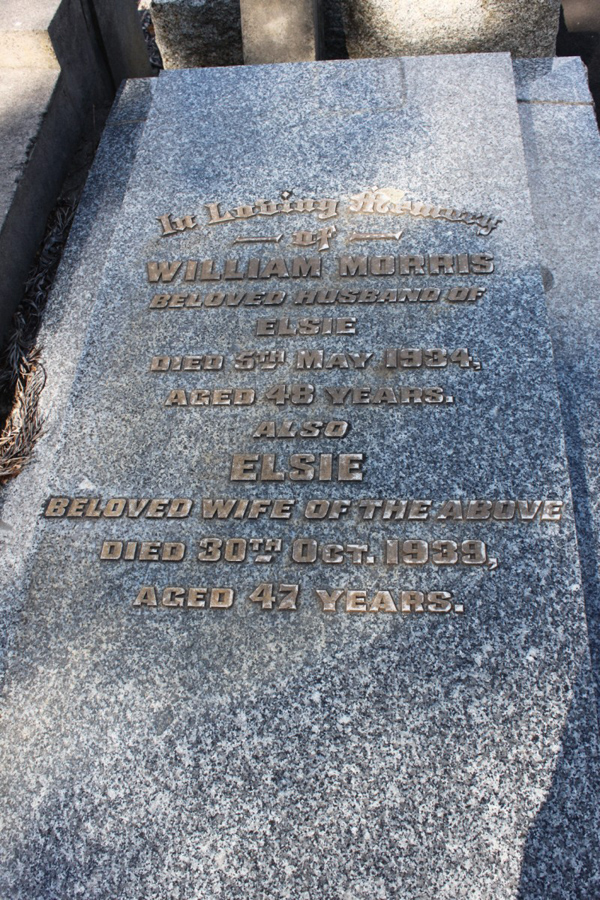 In Loving Memory
of
WILLIAM MORRIS
BELOVED HUSBAND OF
ELSIE
DIED 5TH MAY 1934,
AGED 48 YEARS.
ALSO
ELSIE
BELOVED WIFE OF THE ABOVE
DIED 30TH OCT. 1939,
AGED 47 YEARS.